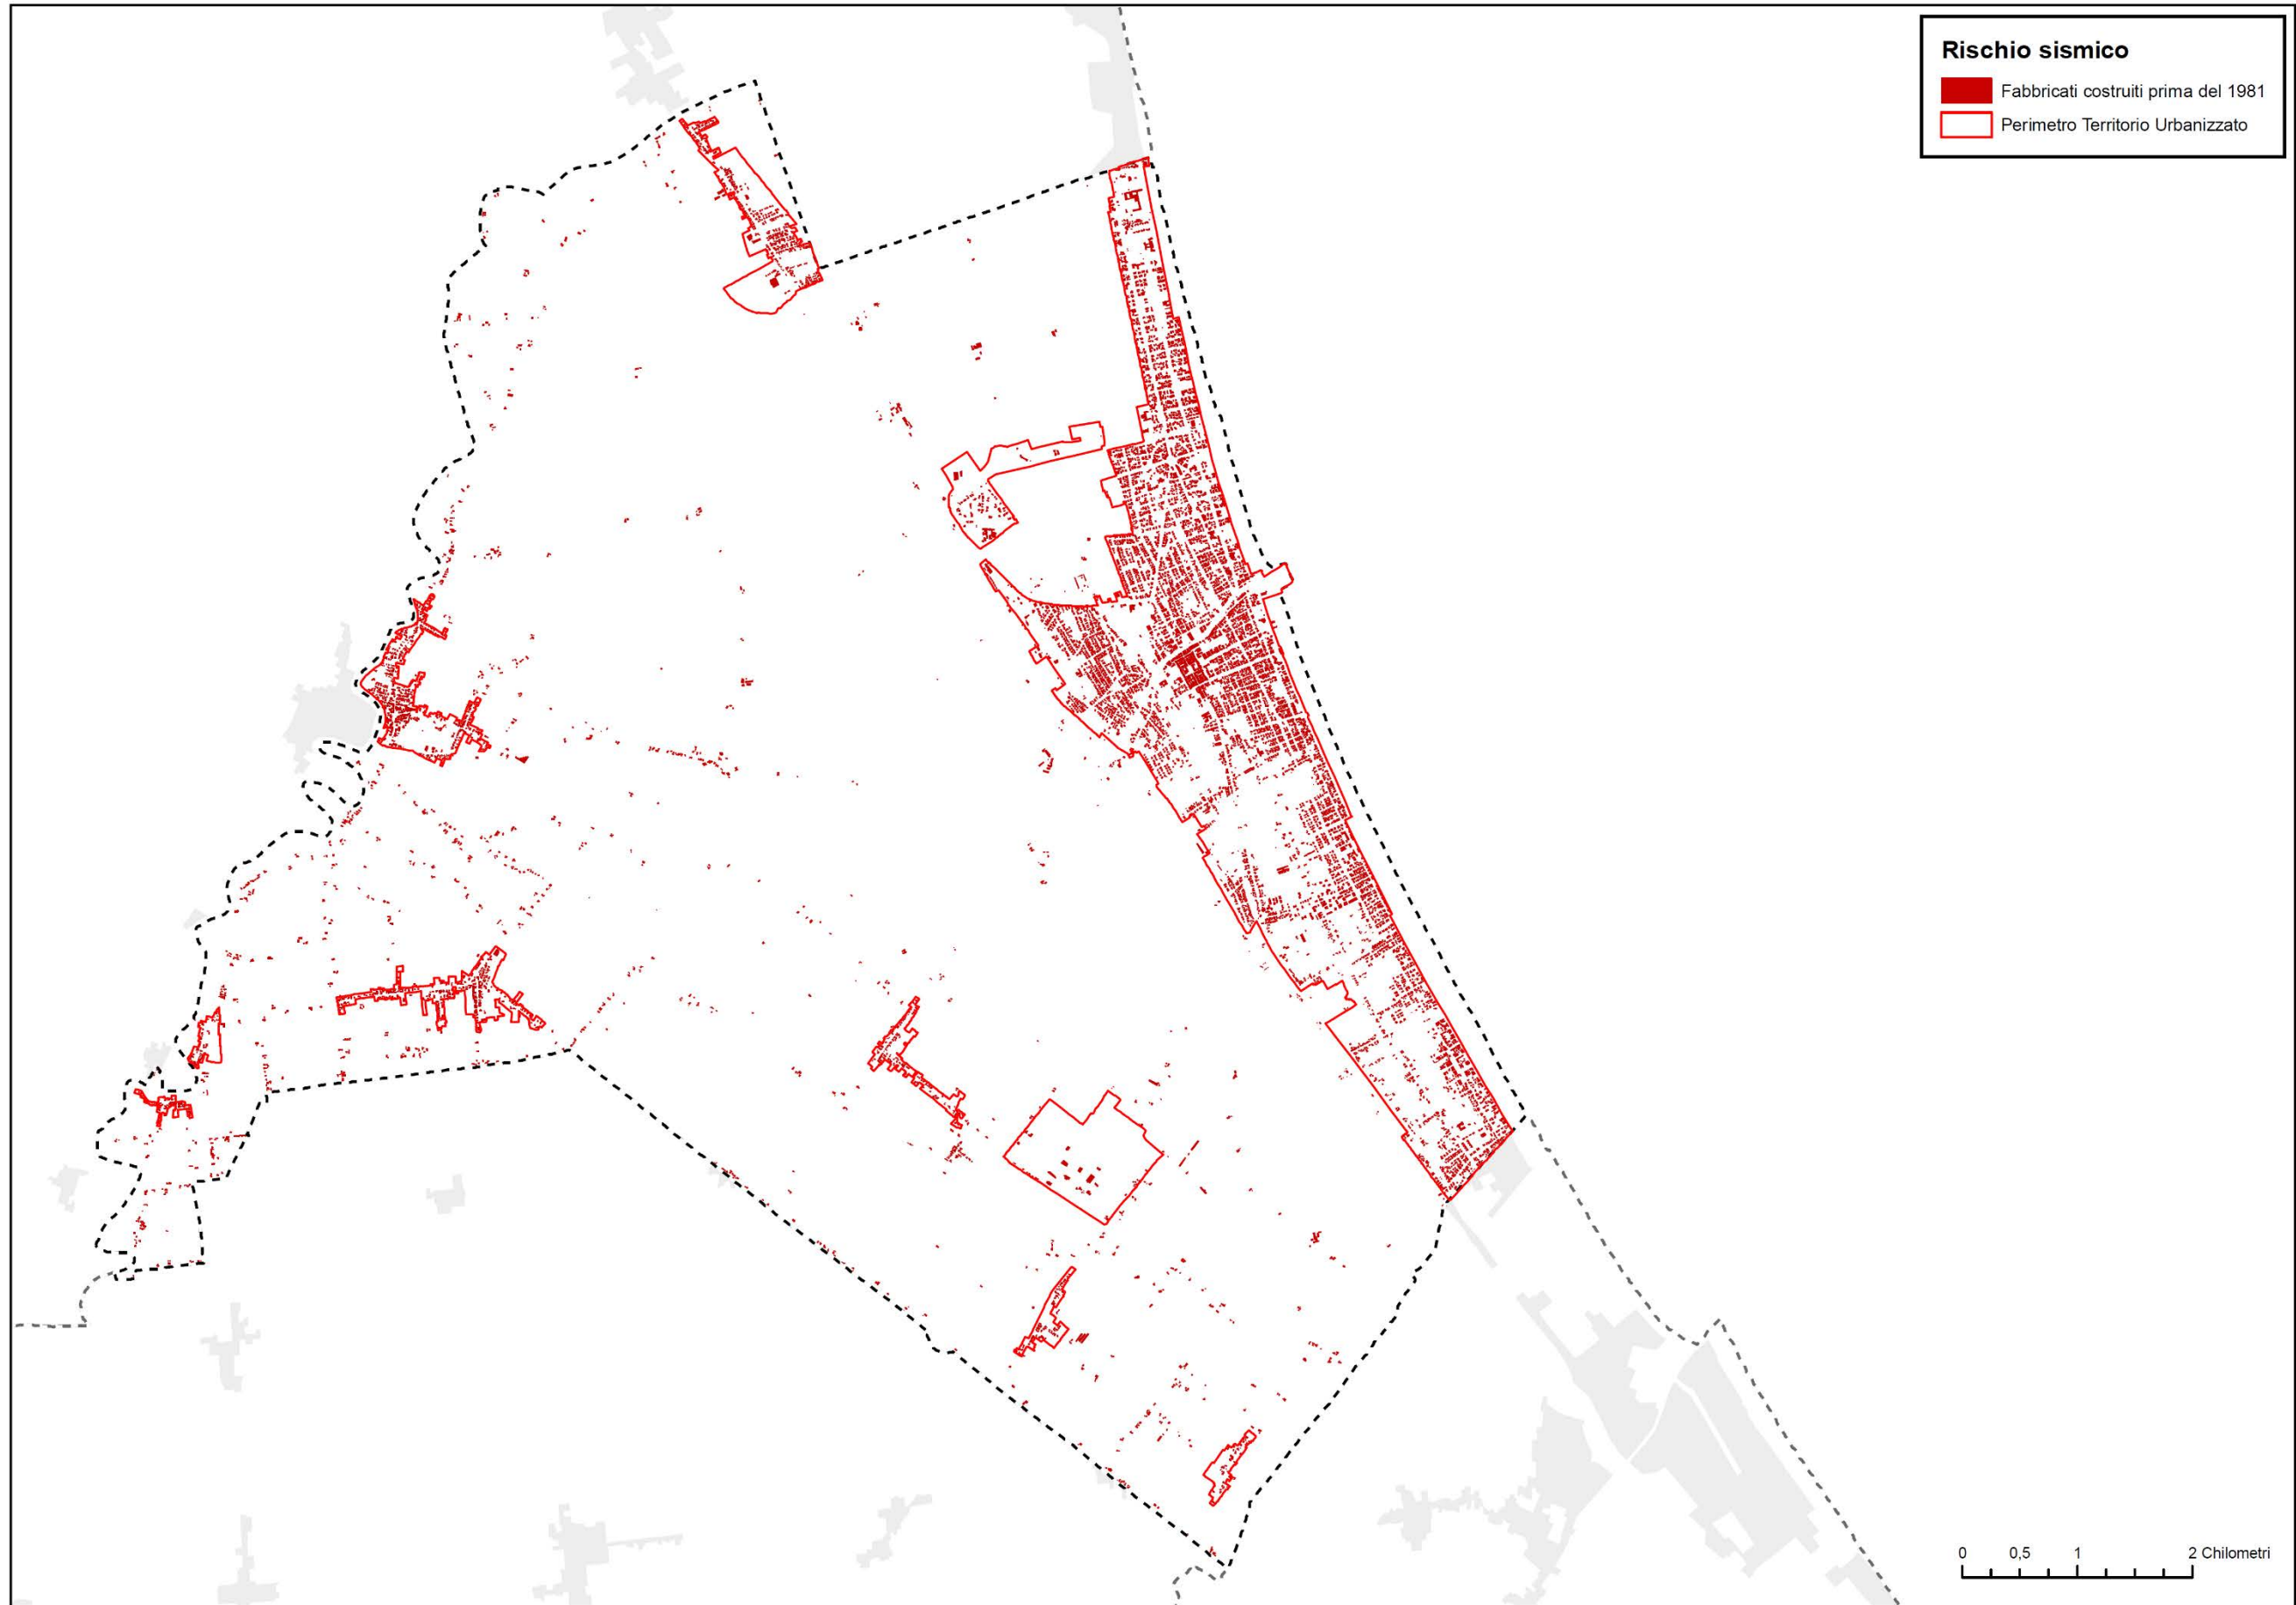 Rischio sismico
Fabbricati costruiti prima del 1981
Perimetro Territorio Urbanizzato
0 0,5 1 2 Chilometri